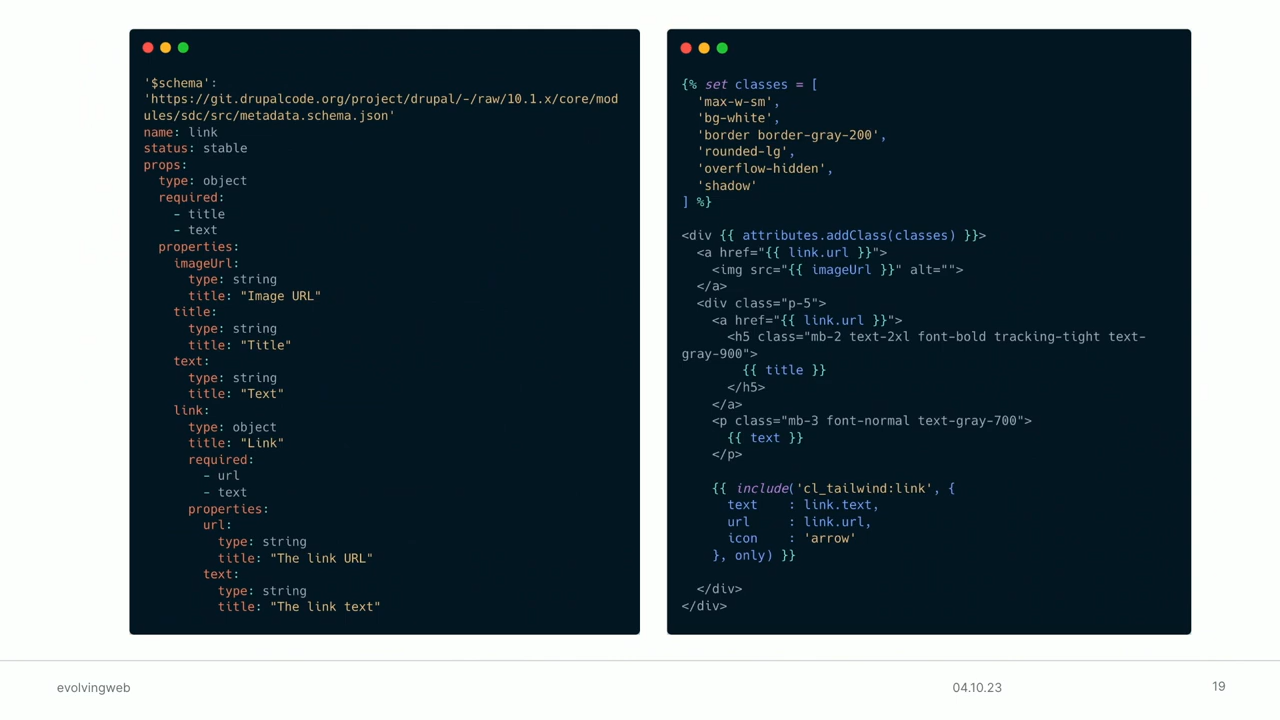 '$schema':
'https://git.drupalcode.org/project/drupal/-/raw/10.1.x/core/mod
ules/sdc/src/metadata.schema.json'
name: link
status: stable
props:
  type: object
  required:
    - title
    - text
  properties:
    imageUrl:
      type: string
      title: "Image URL"
    title:
      type: string
      title: "Title"
    text:
      type: string
      title: "Text"
    link:
      type: object
      title: "Link"
      required:
        - url
        - text
      properties:
        url:
          type: string
          title: "The link URL"
        text:
          type: string
          title: "The link text"
{% set classes = [
  'max-w-sm',
  'bg-white',
  'border border-gray-200',
  'rounded-lg',
  'overflow-hidden',
  'shadow'
] %}
<div {{ attributes.addClass(classes) }}>
  <a href="{{ link.url }}">
    <img src="{{ imageUrl }}" alt="">
  </a>
  <div class="p-5">
    <a href="{{ link.url }}">
      <h5 class="mb-2 text-2xl font-bold tracking-tight text-
gray-900">
        {{ title }}
      </h5>
    </a>
    <p class="mb-3 font-normal text-gray-700">
      {{ text }}
    </p>
    {{ include('cl_tailwind:link', {
      text    : link.text,
      url     : link.url,
      icon    : 'arrow'
    }, only) }}
  </div>
</div>
evolvingweb
04.10.23
19